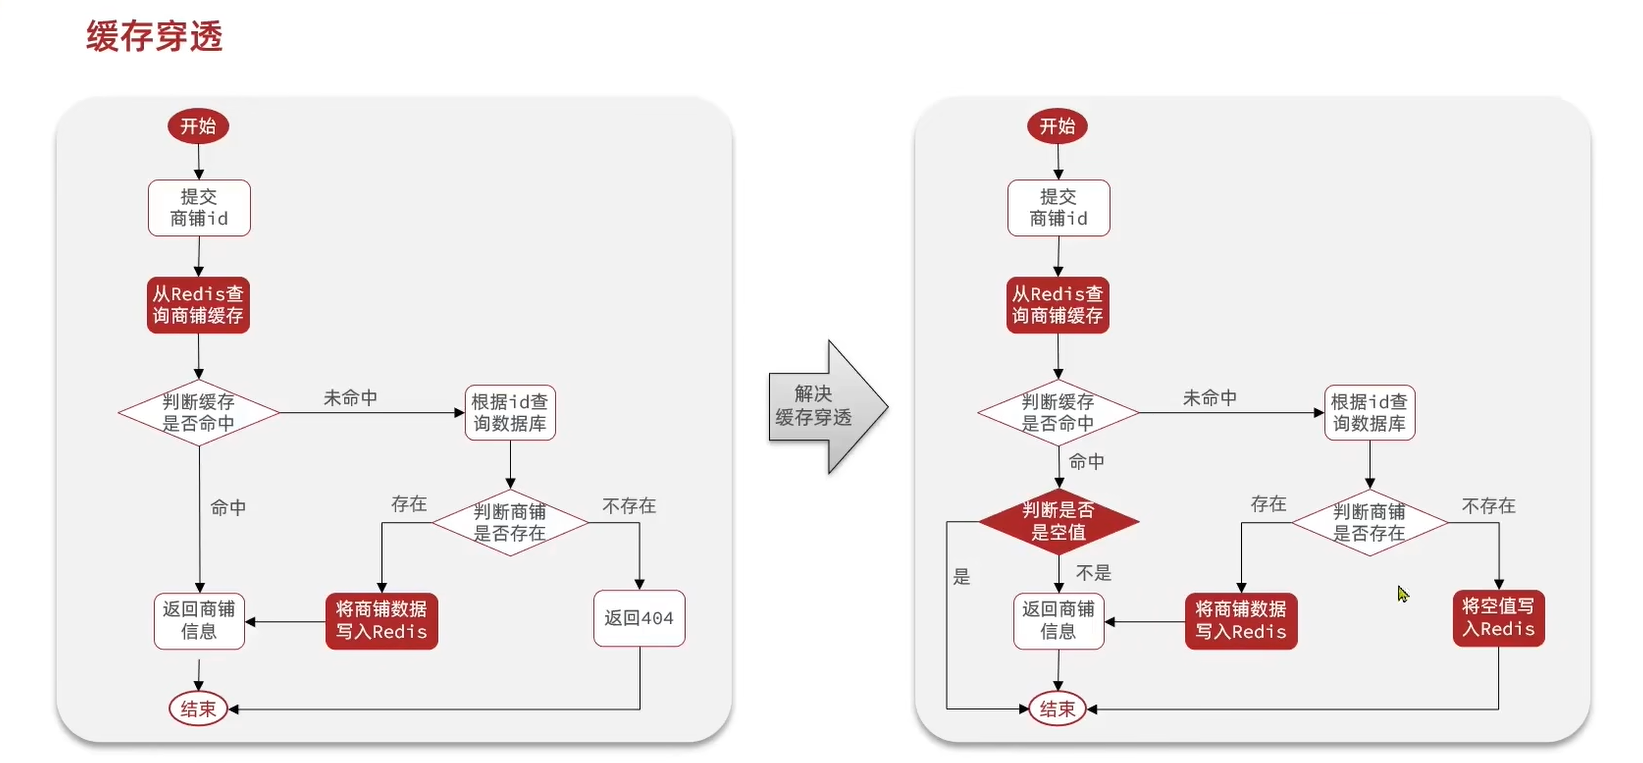 缓存穿透
开始
提交
商铺id
从Redis查
询商铺缓存
判断缓存
是否命中
未命中
根据id查
询数据库
命中
存在
判断商铺
是否存在
不存在
返回商铺
信息
将商铺数据
写入Redis
返回404
结束
解决
缓存穿透
开始
提交
商铺id
从Redis查
询商铺缓存
判断缓存
是否命中
未命中
根据id查
询数据库
命中
判断是否
是空值
存在
判断商铺
是否存在
不存在
是
不是
返回商铺
信息
将商铺数据
写入Redis
将空值写
入Redis
结束